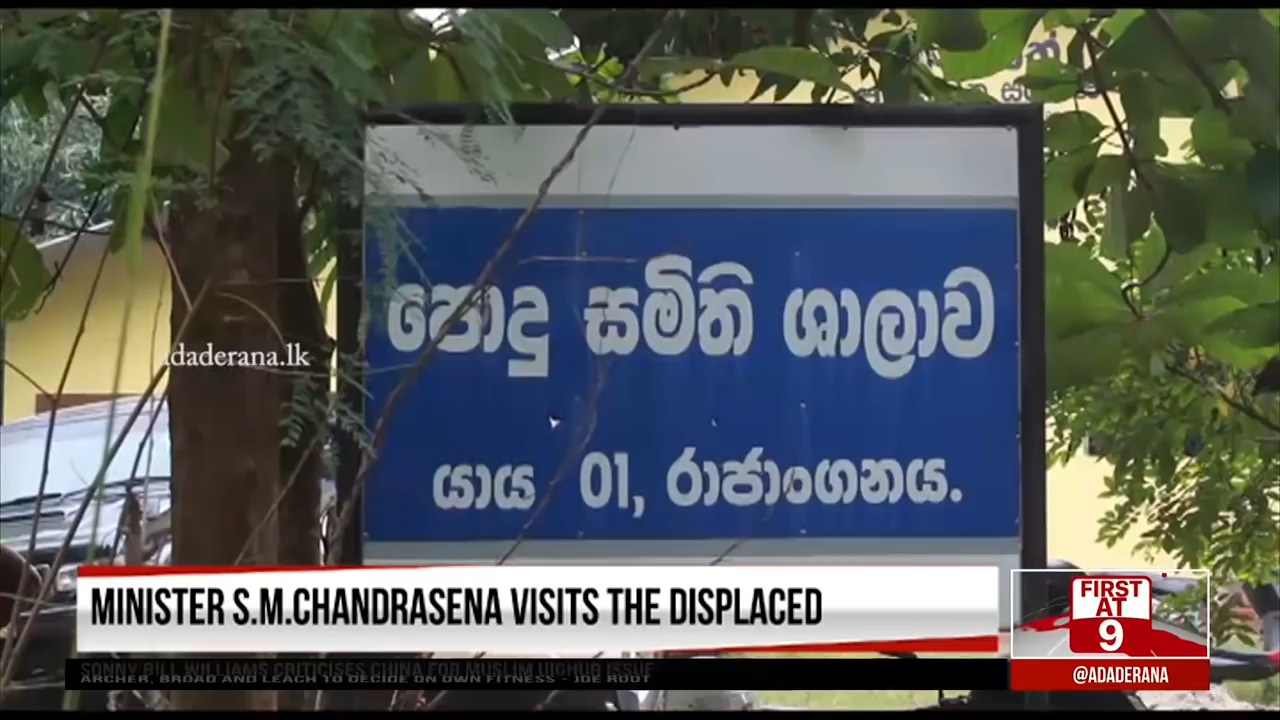 පොදු සමිති ශාලාව
adaderana.lk
යාය 01, රාජාංගනය.
MINISTER S.M.CHANDRASENA VISITS THE DISPLACED
FIRST
AT
9
SONNY BILL WILLIAMS CRITICISES CHINA FOR MUSLIM UIGHUR ISSUE
ARCHER, BROAD AND LEACH TO DECIDE ON OWN FITNESS - JOE ROOT
@ADADERANA